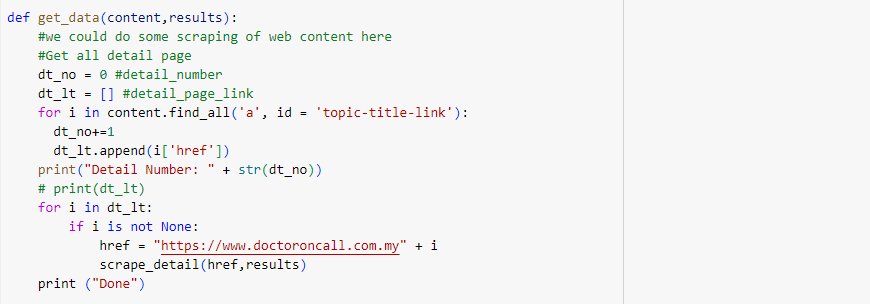 def get_data(content,results):
    #we could do some scraping of web content here
    #Get all detail page
    dt_no = 0 #detail_number
    dt_lt = [] #detail_page_link
    for i in content.find_all('a', id = 'topic-title-link'):
      dt_no+=1
      dt_lt.append(i['href'])
    print("Detail Number: " + str(dt_no))
    # print(dt_lt)
    for i in dt_lt:
        if i is not None:
            href = "https://www.doctoroncall.com.my" + i
            scrape_detail(href,results)
    print ("Done")